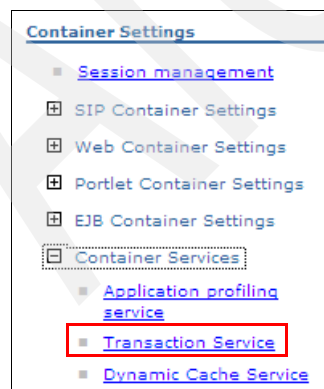 Container Settings
Session management
SIP Container Settings
Web Container Settings
Portlet Container Settings
EJB Container Settings
Container Services
Application profiling
service
Transaction Service
Dynamic Cache Service